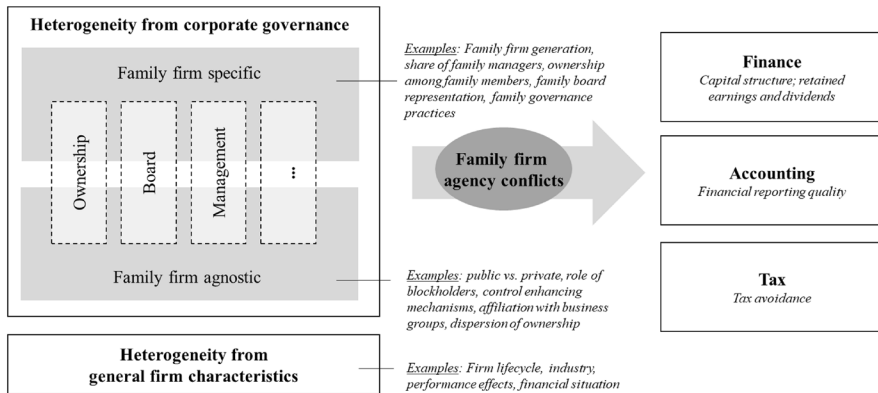 Heterogeneity from corporate governance
Family firm specific
Ownership
Board
Management
...
Family firm agnostic
Heterogeneity from
general firm characteristics
Examples: Family firm generation,
share of family managers, ownership
among family members, family board
representation, family governance
practices
Family firm
agency conflicts
Examples: public vs. private, role of
blockholders, control enhancing
mechanisms, affiliation with business
groups, dispersion of ownership
Examples: Firm lifecycle, industry,
performance effects, financial situation
Finance
Capital structure; retained
earnings and dividends
Accounting
Financial reporting quality
Tax
Tax avoidance